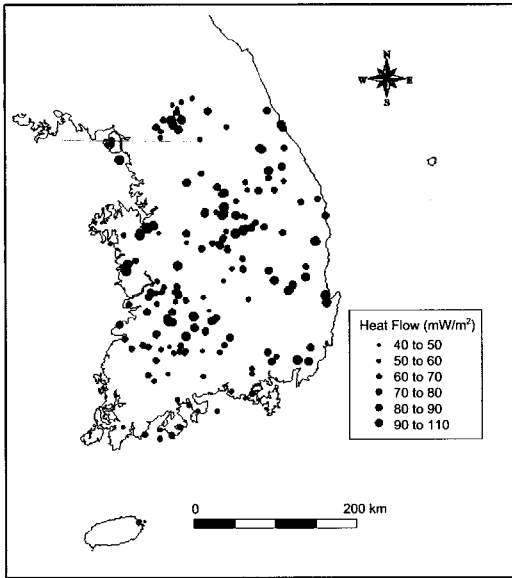 N
W E
S
Heat Flow (mW/m²)
40 to 50
50 to 60
60 to 70
70 to 80
80 to 90
90 to 110
0 200 km